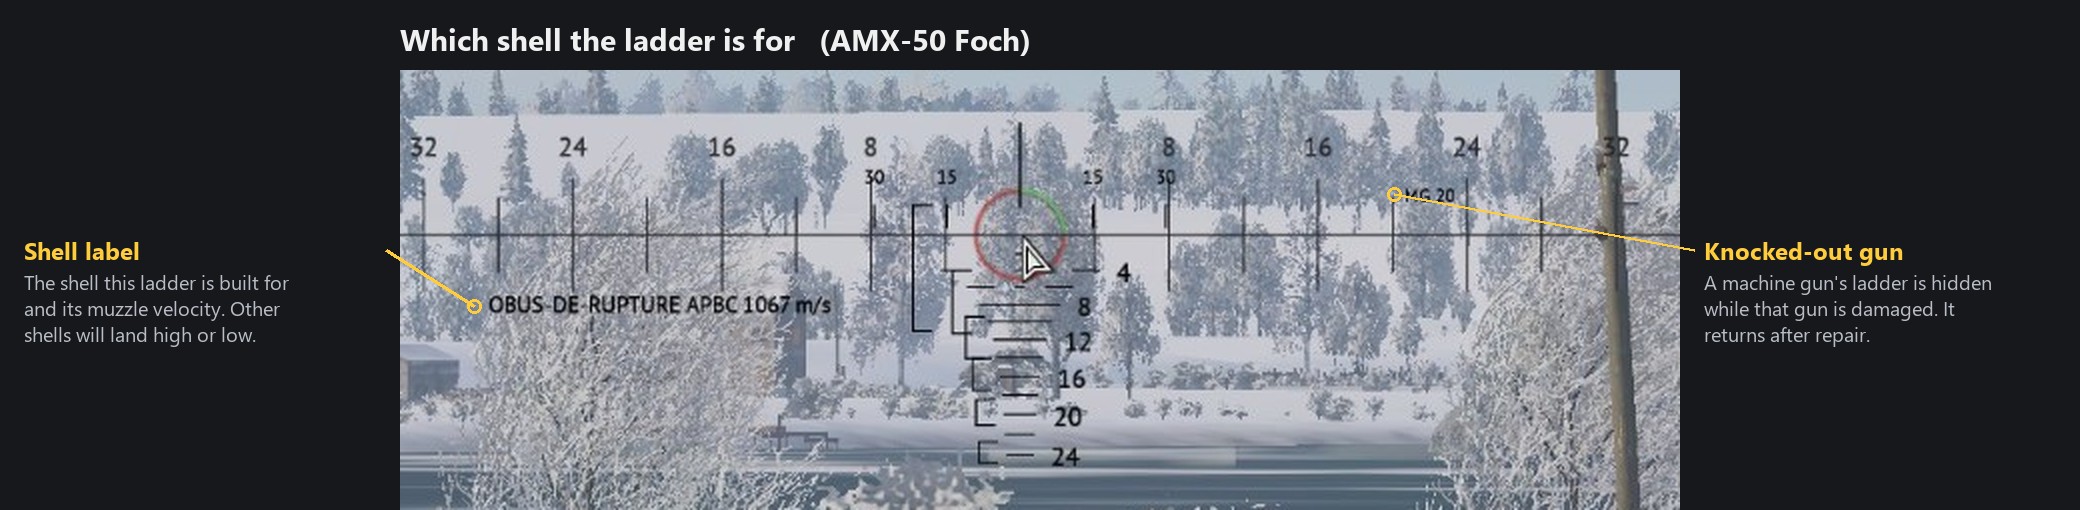 Which shell the ladder is for (AMX-50 Foch)
32 24 16 8 8 16 24 32
30 15 15 30
MG 20
Shell label
The shell this ladder is built for
and its muzzle velocity. Other
shells will land high or low.
OBUS-DE-RUPTURE APBC 1067 m/s
4
8
12
16
20
24
Knocked-out gun
A machine gun's ladder is hidden
while that gun is damaged. It
returns after repair.